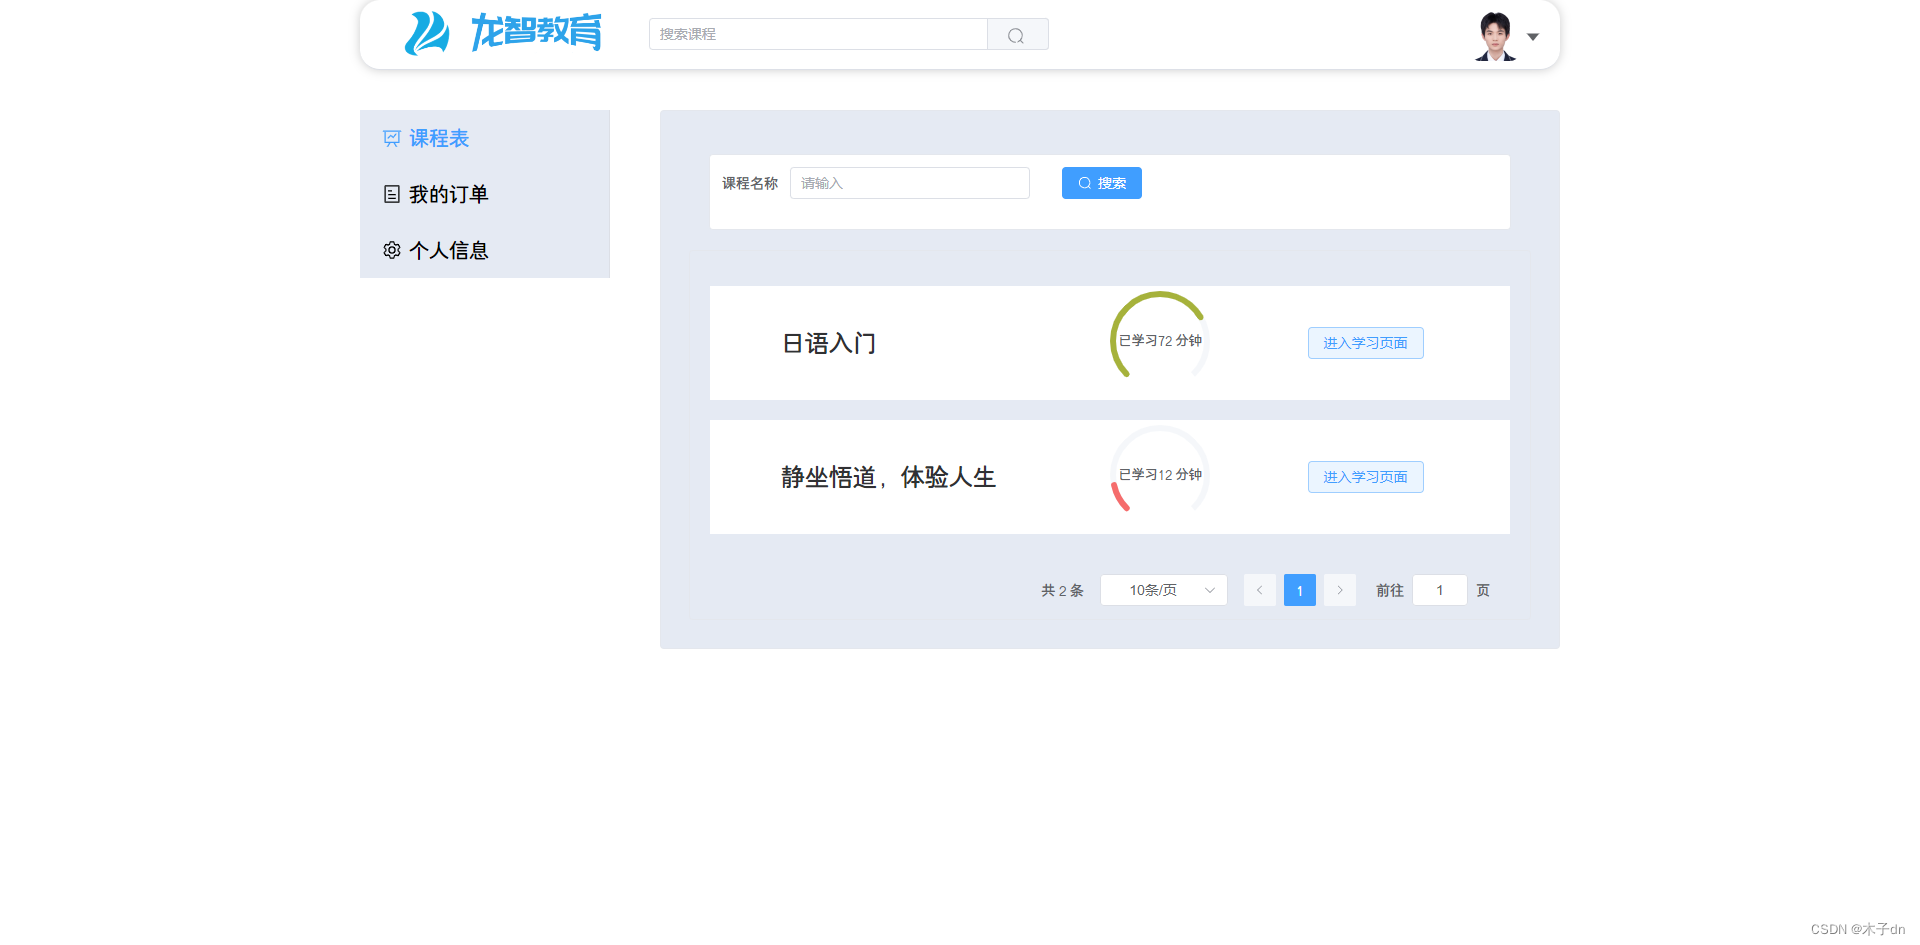 龙智教育
搜索课程
课程表
我的订单
个人信息
课程名称 请输入 搜索
日语入门 已学习72 分钟 进入学习页面
静坐悟道，体验人生 已学习12 分钟 进入学习页面
共 2 条 10条/页 1 前往 1 页
CSDN @木子dn